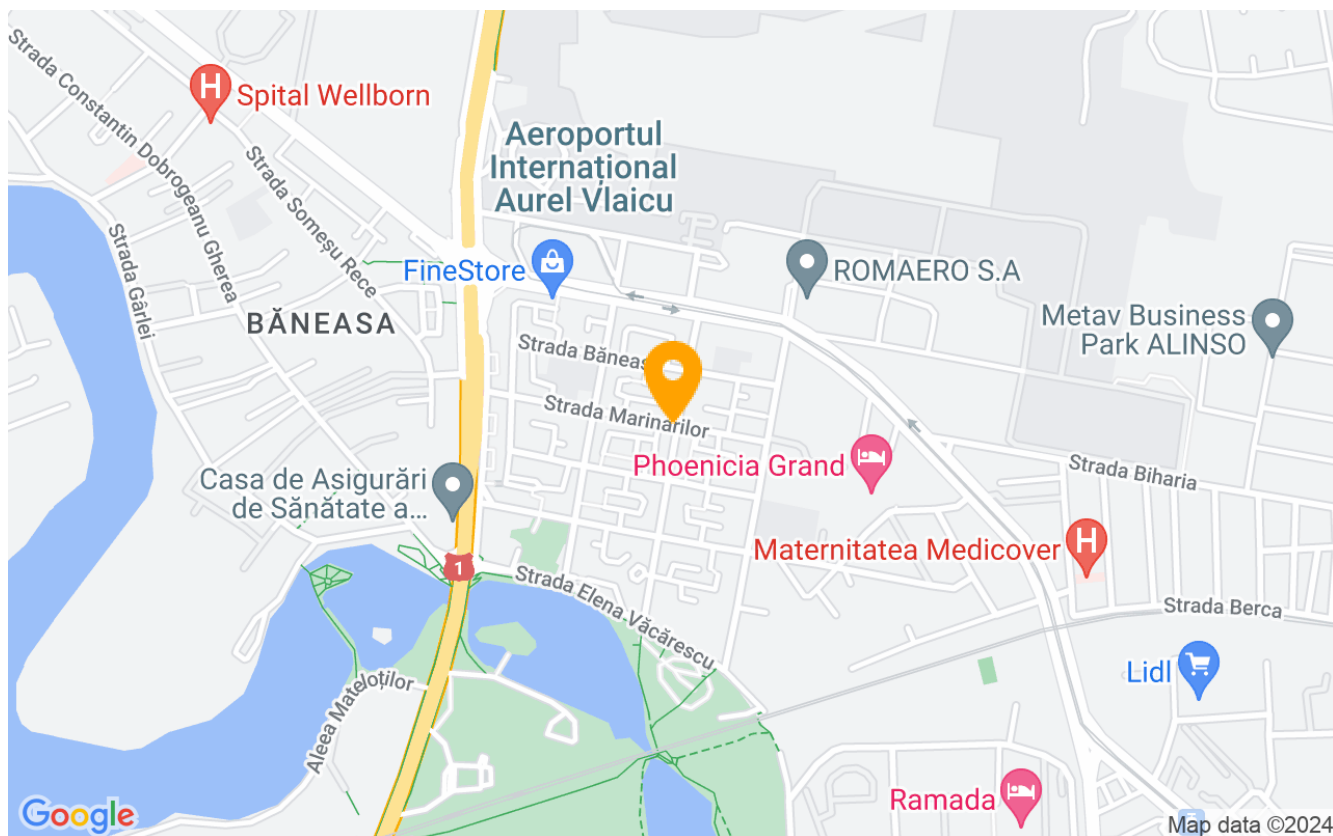 Strada Constantin Dobrogeanu Gherea
H
Spital Wellborn
Aeroportul
Internațional
Aurel Vlaicu
Strada Someșu Rece
Strada Gârlei
FineStore
ROMAERO S.A
BĂNEASA
Metav Business
Park ALINSO
Strada Băneas
Strada Marinarilor
Phoenicia Grand
Strada Biharia
Casa de Asigurări
de Sănătate a...
Maternitatea Medicover
H
1
Strada Elena Văcărescu
Strada Berca
Lidl
Aleea Mateloților
Ramada
Google
Map data ©2024